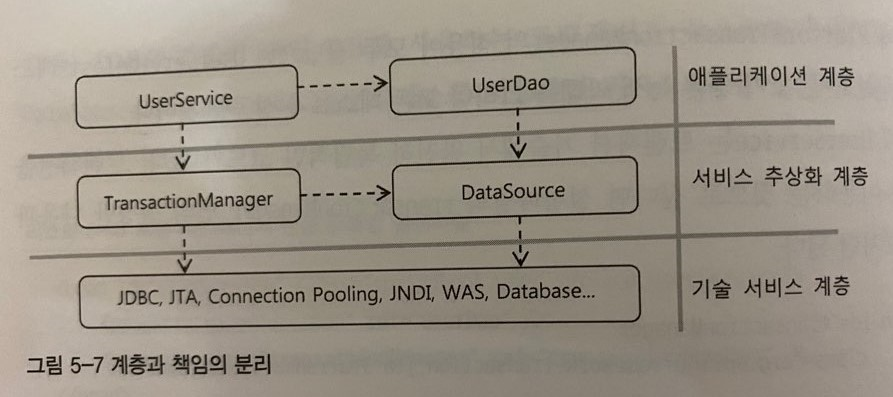 UserService
UserDao
애플리케이션 계층
TransactionManager
DataSource
서비스 추상화 계층
JDBC, JTA, Connection Pooling, JNDI, WAS, Database...
기술 서비스 계층
그림 5-7 계층과 책임의 분리